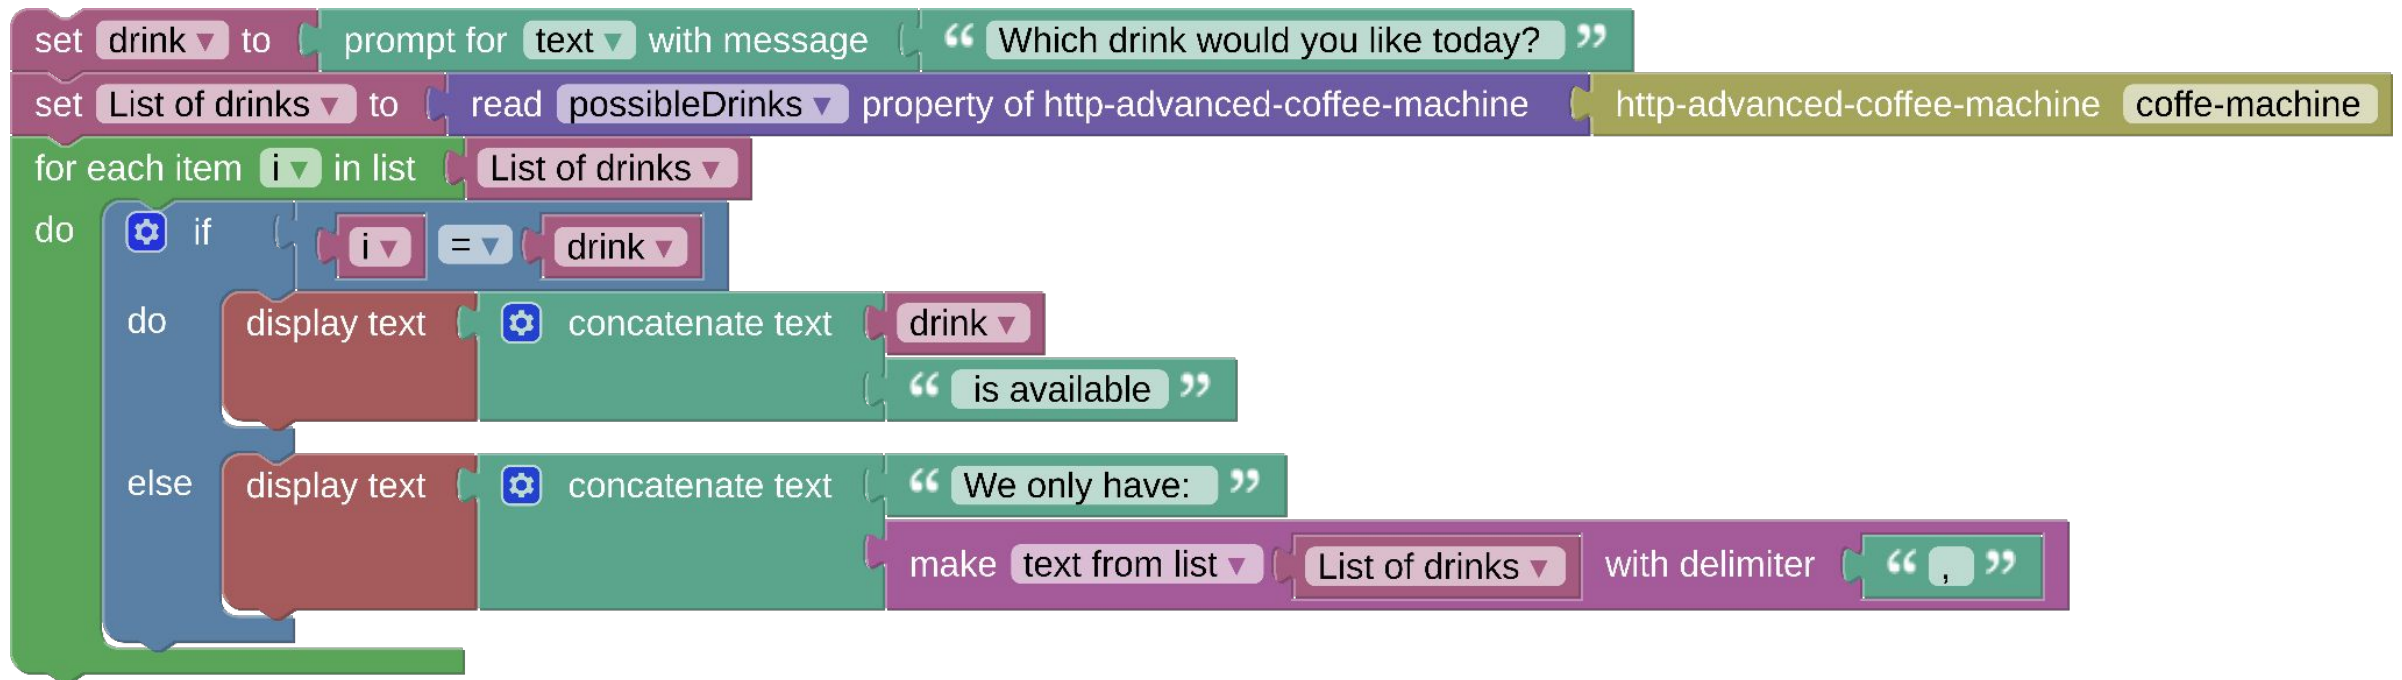 set drink ▾ to prompt for text ▾ with message “ Which drink would you like today? ”
set List of drinks ▾ to read possibleDrinks ▾ property of http-advanced-coffee-machine http-advanced-coffee-machine coffe-machine
for each item i ▾ in list List of drinks ▾
do if i ▾ = ▾ drink ▾
do display text concatenate text drink ▾
“ is available ”
else display text concatenate text “ We only have: ”
make text from list ▾ List of drinks ▾ with delimiter “ , ”